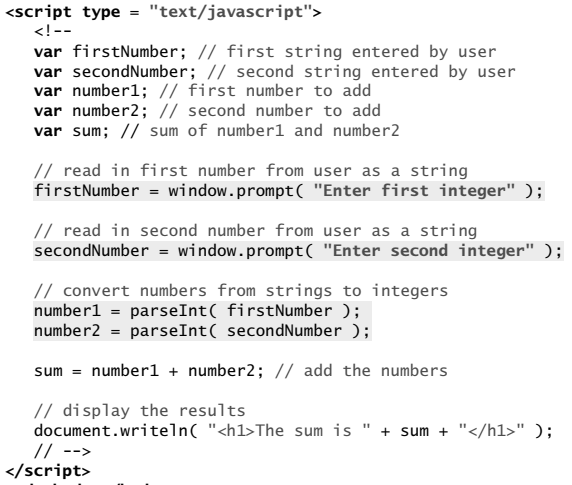 <script type = "text/javascript">
<!--
var firstNumber; // first string entered by user
var secondNumber; // second string entered by user
var number1; // first number to add
var number2; // second number to add
var sum; // sum of number1 and number2
// read in first number from user as a string
firstNumber = window.prompt( "Enter first integer" );
// read in second number from user as a string
secondNumber = window.prompt( "Enter second integer" );
// convert numbers from strings to integers
number1 = parseInt( firstNumber );
number2 = parseInt( secondNumber );
sum = number1 + number2; // add the numbers
// display the results
document.writeln( "<h1>The sum is " + sum + "</h1>" );
// -->
</script>